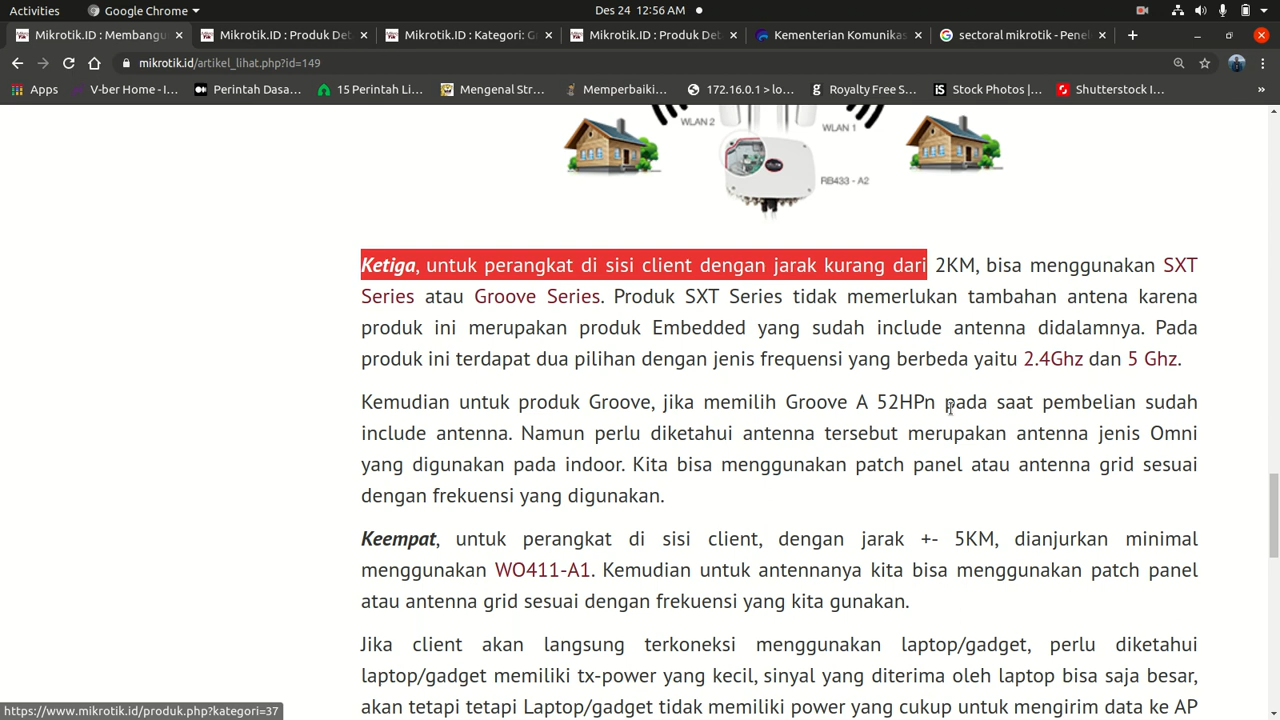 Activities
Google Chrome
Des 24 12:56 AM
Mikrotik.ID : Membangu
Mikrotik.ID : Produk Det
Mikrotik.ID : Kategori: G
Mikrotik.ID : Produk Det
Kementerian Komunikas
sectoral mikrotik - Pene
mikrotik.id/artikel_lihat.php?id=149
Apps
V-ber Home - I...
Perintah Dasa...
15 Perintah Li...
Mengenal Str...
Memperbaiki...
172.16.0.1 > lo...
Royalty Free S...
Stock Photos |...
Shutterstock I...
»
WLAN 2
WLAN 1
RB433 - A2
Ketiga, untuk perangkat di sisi client dengan jarak kurang dari 2KM, bisa menggunakan SXT
Series atau Groove Series. Produk SXT Series tidak memerlukan tambahan antena karena
produk ini merupakan produk Embedded yang sudah include antenna didalamnya. Pada
produk ini terdapat dua pilihan dengan jenis frequensi yang berbeda yaitu 2.4Ghz dan 5 Ghz.
Kemudian untuk produk Groove, jika memilih Groove A 52HPn pada saat pembelian sudah
include antenna. Namun perlu diketahui antenna tersebut merupakan antenna jenis Omni
yang digunakan pada indoor. Kita bisa menggunakan patch panel atau antenna grid sesuai
dengan frekuensi yang digunakan.
Keempat, untuk perangkat di sisi client, dengan jarak +- 5KM, dianjurkan minimal
menggunakan WO411-A1. Kemudian untuk antennanya kita bisa menggunakan patch panel
atau antenna grid sesuai dengan frekuensi yang kita gunakan.
Jika client akan langsung terkoneksi menggunakan laptop/gadget, perlu diketahui
laptop/gadget memiliki tx-power yang kecil, sinyal yang diterima oleh laptop bisa saja besar,
akan tetapi tetapi Laptop/gadget tidak memiliki power yang cukup untuk mengirim data ke AP
https://www.mikrotik.id/produk.php?kategori=37